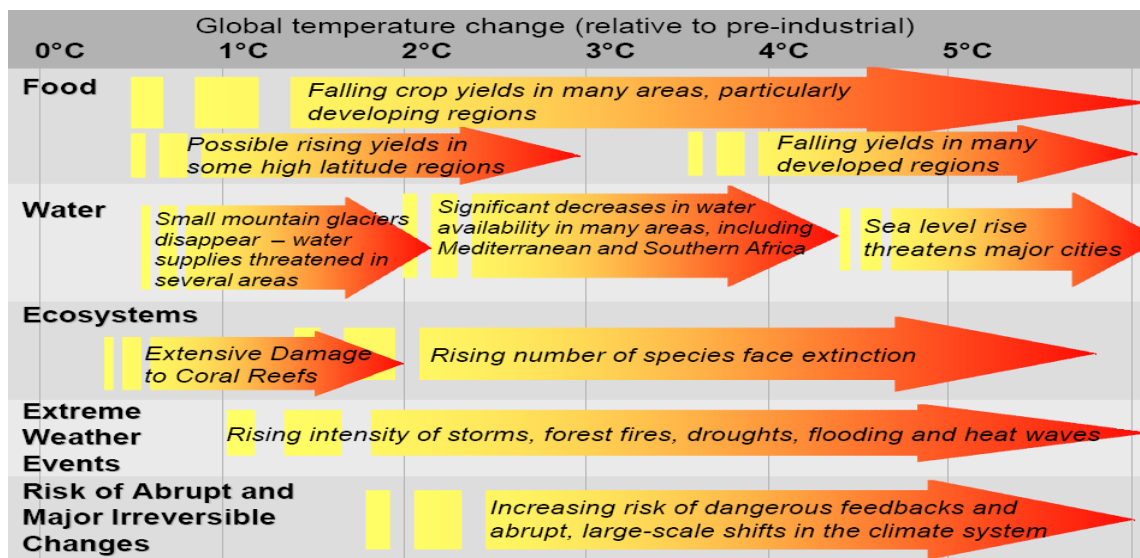 Global temperature change (relative to pre-industrial)
0°C 1°C 2°C 3°C 4°C 5°C
Food
Falling crop yields in many areas, particularly
developing regions
Possible rising yields in
some high latitude regions
Falling yields in many
developed regions
Water
Small mountain glaciers
disappear – water
supplies threatened in
several areas
Significant decreases in water
availability in many areas, including
Mediterranean and Southern Africa
Sea level rise
threatens major cities
Ecosystems
Extensive Damage
to Coral Reefs
Rising number of species face extinction
Extreme
Weather
Events
Rising intensity of storms, forest fires, droughts, flooding and heat waves
Risk of Abrupt and
Major Irreversible
Changes
Increasing risk of dangerous feedbacks and
abrupt, large-scale shifts in the climate system